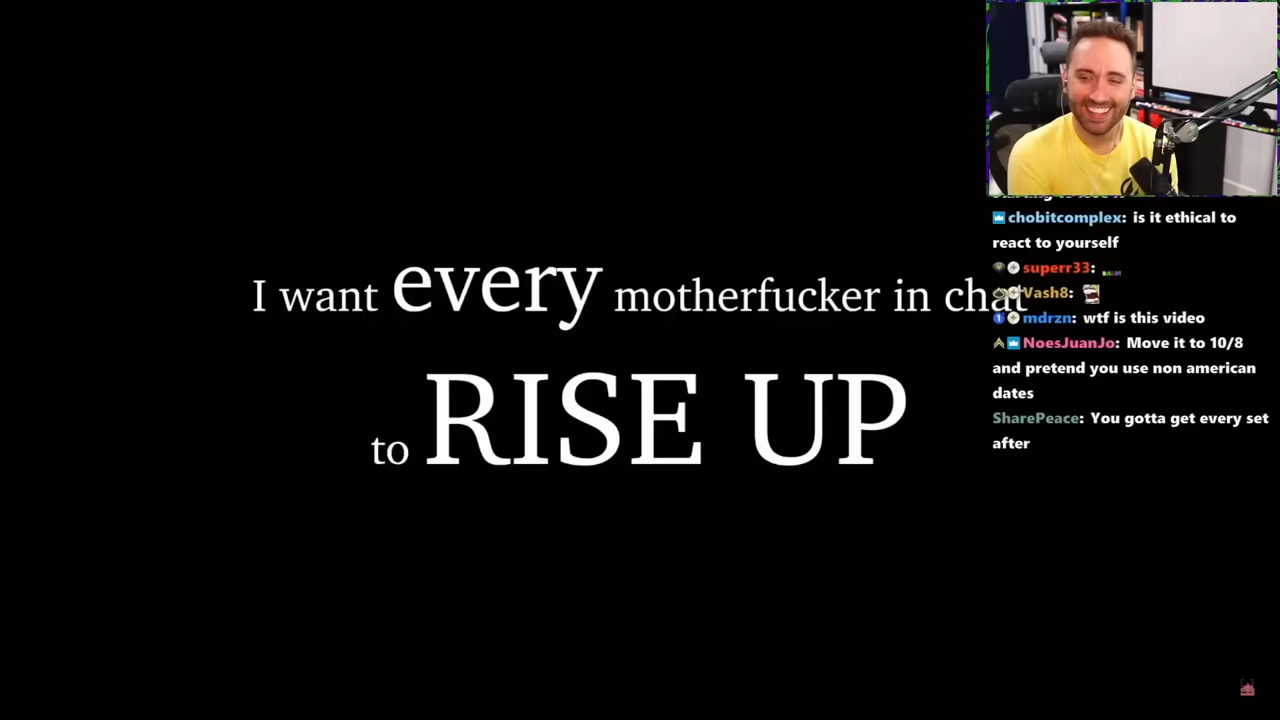 I want every motherfucker in chat
to RISE UP
chobitcomplex: is it ethical to
react to yourself
superr33:
Vash8:
mdrzn: wtf is this video
NoesJuanJo: Move it to 10/8
and pretend you use non american
dates
SharePeace: You gotta get every set
after